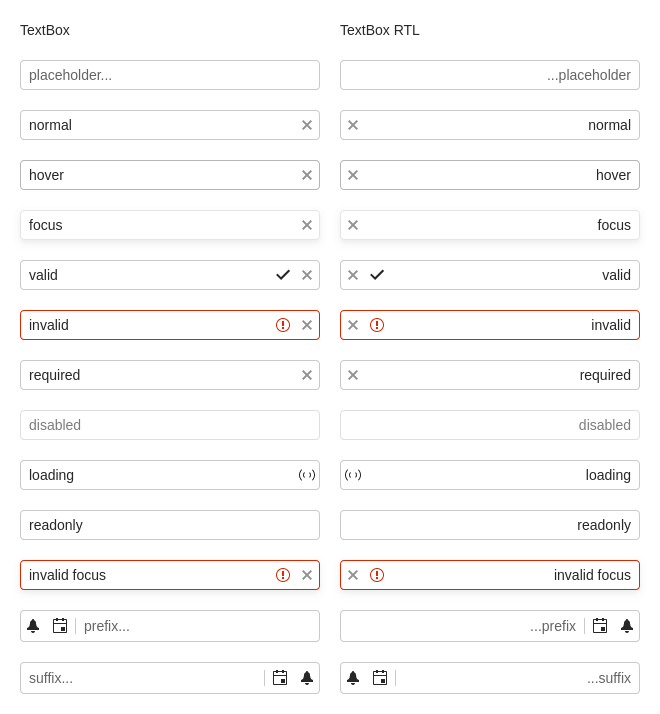 TextBox
placeholder...
normal
hover
focus
valid
invalid
required
disabled
loading
readonly
invalid focus
prefix...
suffix...
TextBox RTL
...placeholder
normal
hover
focus
valid
invalid
required
disabled
loading
readonly
invalid focus
...prefix
...suffix